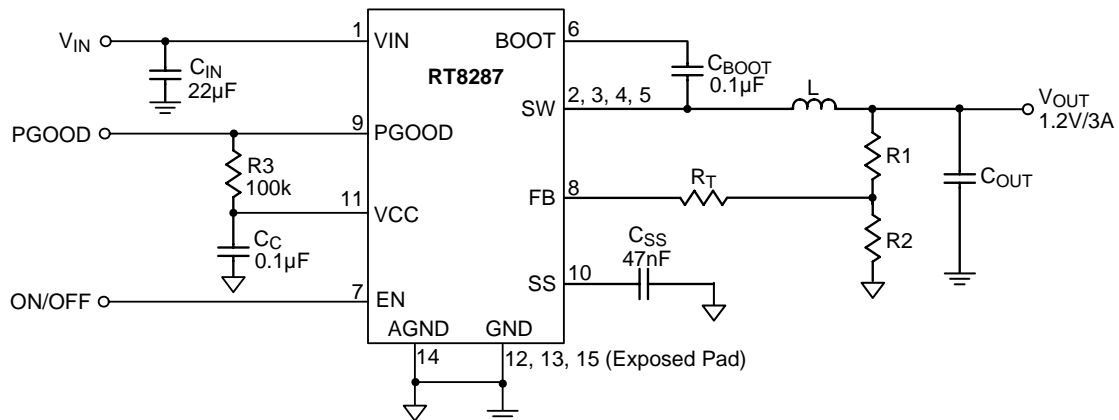 VIN
CIN
22µF
PGOOD
R3
100k
CC
0.1µF
ON/OFF
1
9
11
7
VIN
PGOOD
VCC
EN
RT8287
BOOT
SW
FB
SS
AGND
GND
14
12, 13, 15 (Exposed Pad)
6
2, 3, 4, 5
8
10
CBOOT
0.1µF
L
RT
CSS
47nF
R1
R2
COUT
VOUT
1.2V/3A